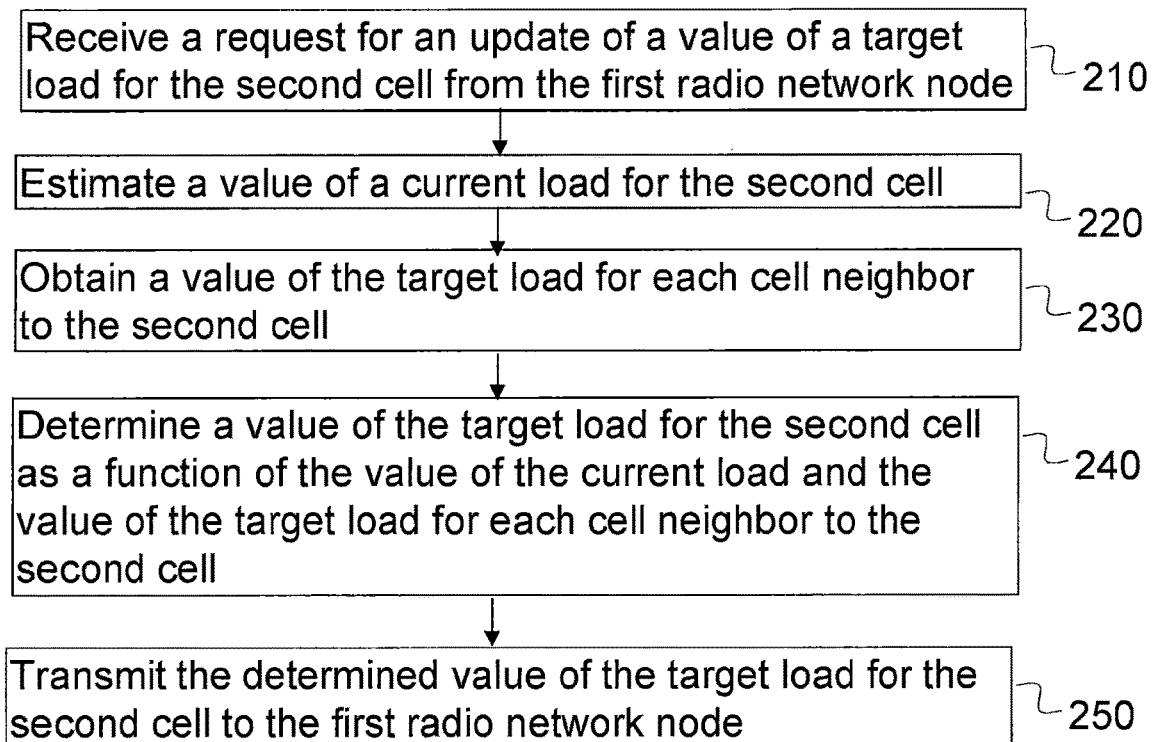 Receive a request for an update of a value of a target
load for the second cell from the first radio network node
210
Estimate a value of a current load for the second cell
220
Obtain a value of the target load for each cell neighbor
to the second cell
230
Determine a value of the target load for the second cell
as a function of the value of the current load and the
value of the target load for each cell neighbor to the
second cell
240
Transmit the determined value of the target load for the
second cell to the first radio network node
250